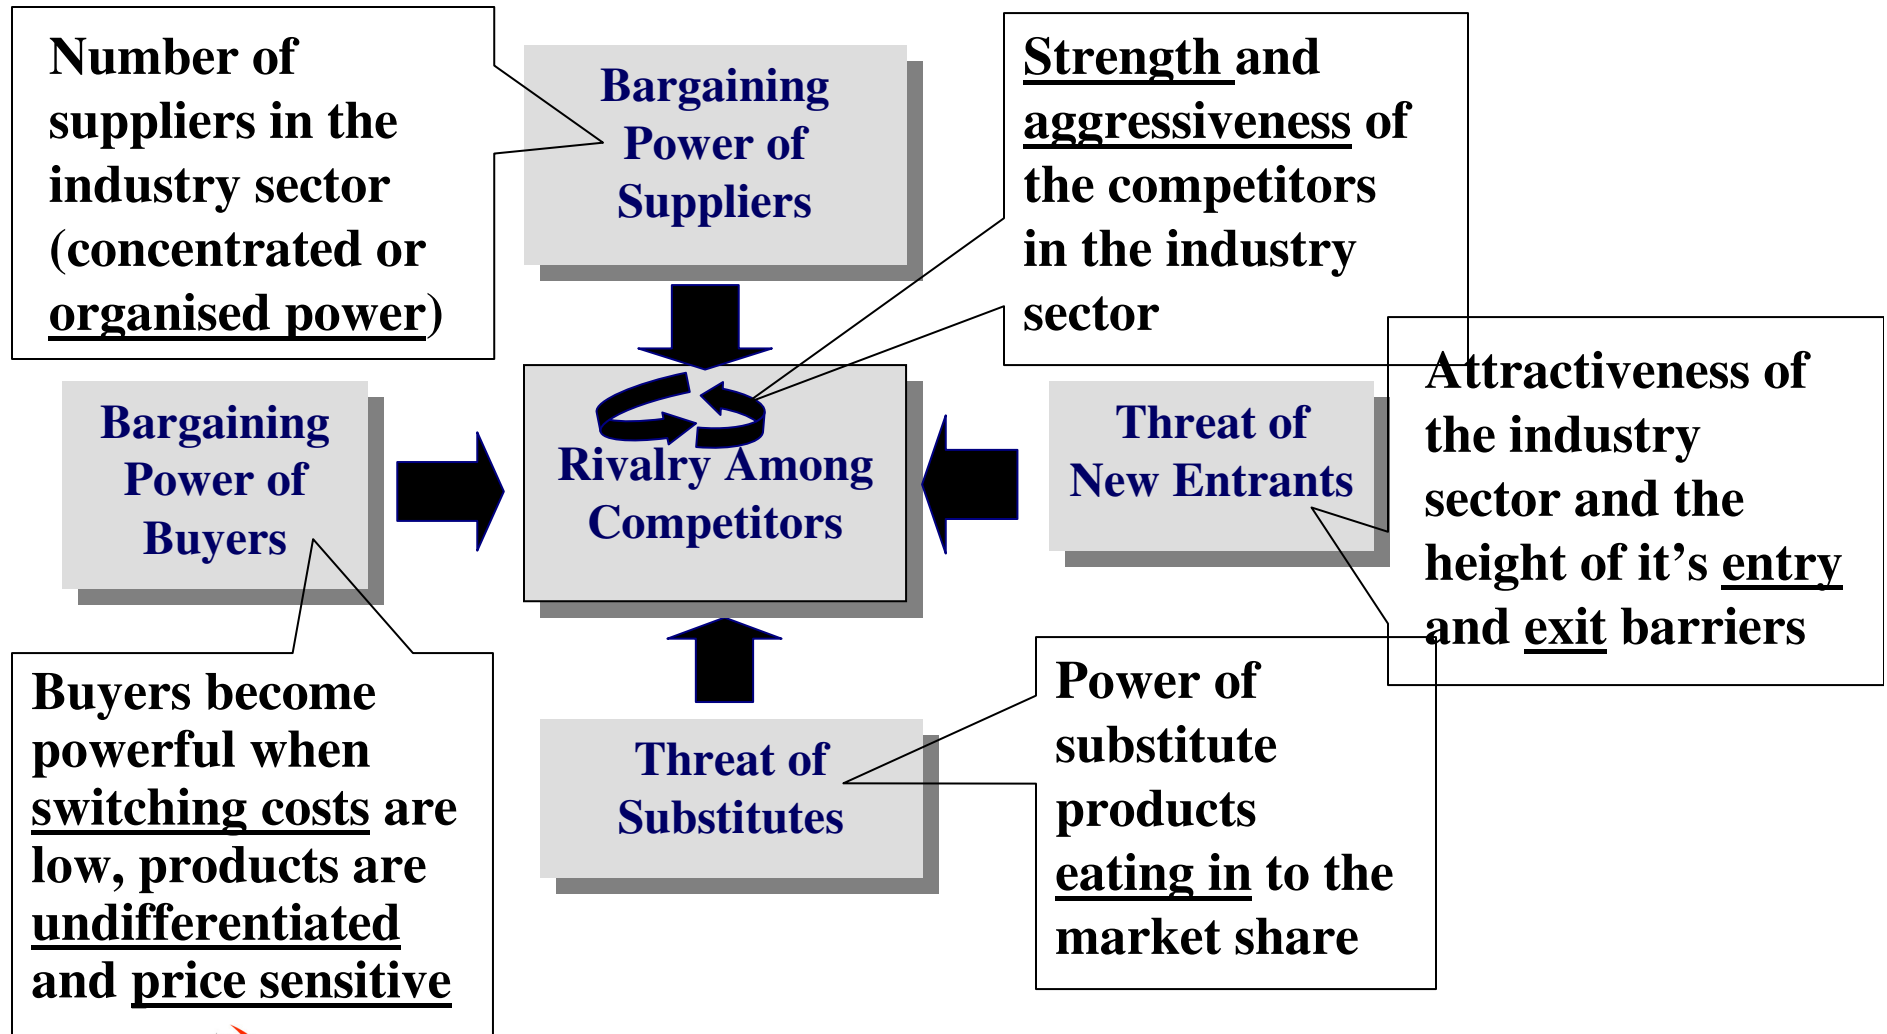 Number of
suppliers in the
industry sector
(concentrated or
organised power)
Bargaining
Power of
Suppliers
Strength and
aggressiveness of
the competitors
in the industry
sector
Bargaining
Power of
Buyers
Rivalry Among
Competitors
Threat of
New Entrants
Attractiveness of
the industry
sector and the
height of it’s entry
and exit barriers
Buyers become
powerful when
switching costs are
low, products are
undifferentiated
and price sensitive
Threat of
Substitutes
Power of
substitute
products
eating in to the
market share